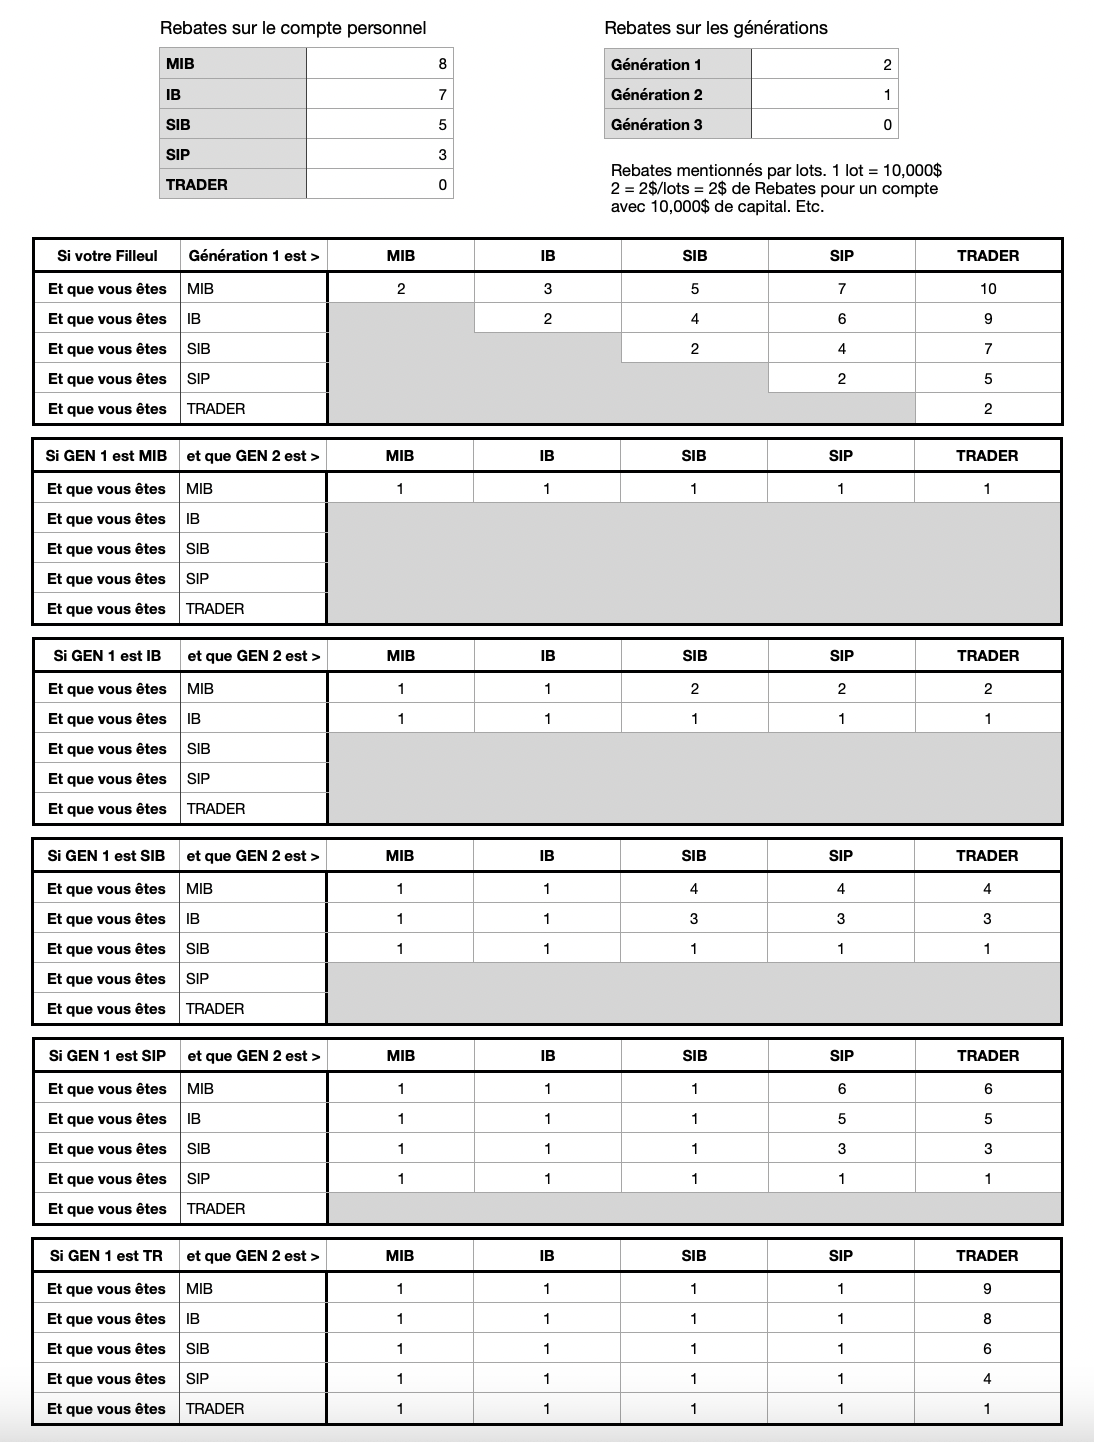 Rebates sur le compte personnel
MIB 8
IB 7
SIB 5
SIP 3
TRADER 0
Rebates sur les générations
Génération 1 2
Génération 2 1
Génération 3 0
Rebates mentionnés par lots. 1 lot = 10,000$
2 = 2$/lots = 2$ de Rebates pour un compte
avec 10,000$ de capital. Etc.
Si votre Filleul Génération 1 est > MIB IB SIB SIP TRADER
Et que vous êtes MIB 2 3 5 7 10
Et que vous êtes IB 2 4 6 9
Et que vous êtes SIB 2 4 7
Et que vous êtes SIP 2 5
Et que vous êtes TRADER 2
Si GEN 1 est MIB et que GEN 2 est > MIB IB SIB SIP TRADER
Et que vous êtes MIB 1 1 1 1 1
Et que vous êtes IB
Et que vous êtes SIB
Et que vous êtes SIP
Et que vous êtes TRADER
Si GEN 1 est IB et que GEN 2 est > MIB IB SIB SIP TRADER
Et que vous êtes MIB 1 1 2 2 2
Et que vous êtes IB 1 1 1 1 1
Et que vous êtes SIB
Et que vous êtes SIP
Et que vous êtes TRADER
Si GEN 1 est SIB et que GEN 2 est > MIB IB SIB SIP TRADER
Et que vous êtes MIB 1 1 4 4 4
Et que vous êtes IB 1 1 3 3 3
Et que vous êtes SIB 1 1 1 1 1
Et que vous êtes SIP
Et que vous êtes TRADER
Si GEN 1 est SIP et que GEN 2 est > MIB IB SIB SIP TRADER
Et que vous êtes MIB 1 1 1 6 6
Et que vous êtes IB 1 1 1 5 5
Et que vous êtes SIB 1 1 1 3 3
Et que vous êtes SIP 1 1 1 1 1
Et que vous êtes TRADER
Si GEN 1 est TR et que GEN 2 est > MIB IB SIB SIP TRADER
Et que vous êtes MIB 1 1 1 1 9
Et que vous êtes IB 1 1 1 1 8
Et que vous êtes SIB 1 1 1 1 6
Et que vous êtes SIP 1 1 1 1 4
Et que vous êtes TRADER 1 1 1 1 1